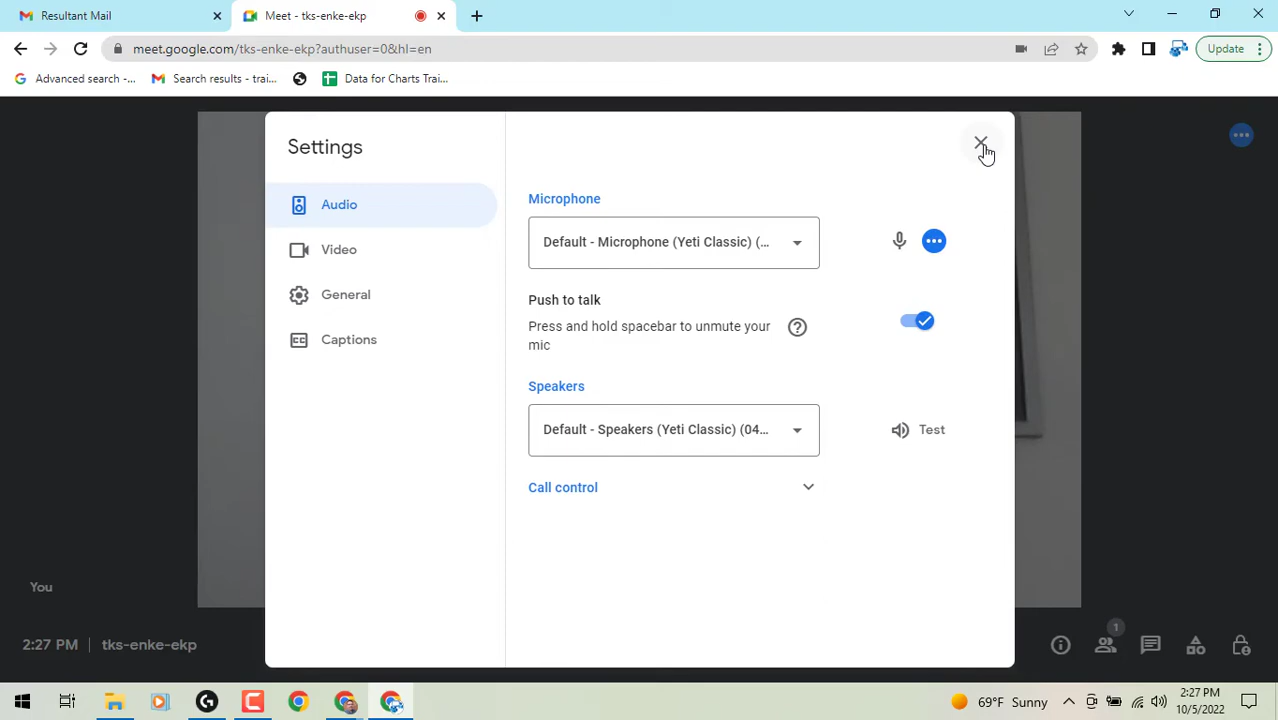 Resultant Mail
Meet - tks-enke-ekp
meet.google.com/tks-enke-ekp?authuser=0&hl=en
Update
Advanced search -...
Search results - trai...
Data for Charts Trai...
Settings
Audio
Video
General
Captions
Microphone
Default - Microphone (Yeti Classic) (...
Push to talk
Press and hold spacebar to unmute your
mic
Speakers
Default - Speakers (Yeti Classic) (04...
Test
Call control
You
2:27 PM | tks-enke-ekp
1
69°F Sunny
2:27 PM
10/5/2022